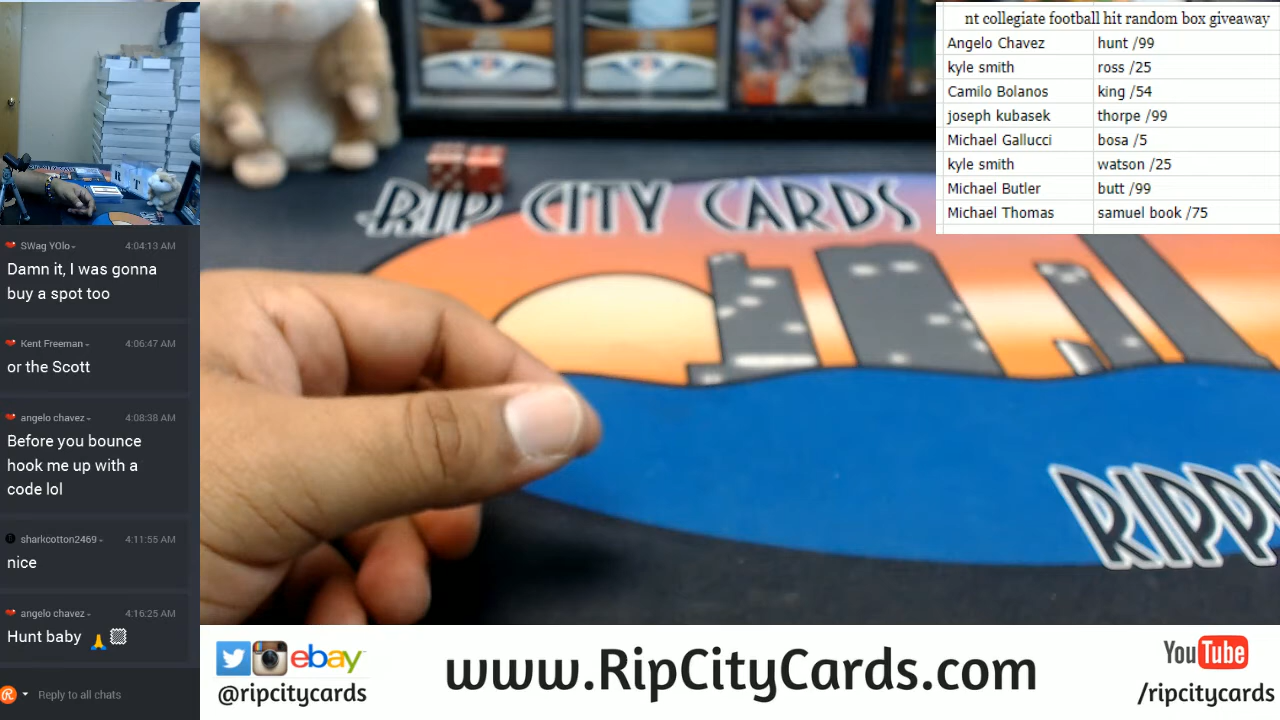 SWag YOlo 4:04:13 AM
Damn it, I was gonna
buy a spot too
Kent Freeman 4:06:47 AM
or the Scott
angelo chavez 4:08:38 AM
Before you bounce
hook me up with a
code lol
sharkcotton2469 4:11:55 AM
nice
angelo chavez 4:16:25 AM
Hunt baby 🙏
Reply to all chats
RIP CITY CARDS
RIPPI
nt collegiate football hit random box giveaway
Angelo Chavez hunt /99
kyle smith ross /25
Camilo Bolanos king /54
joseph kubasek thorpe /99
Michael Gallucci bosa /5
kyle smith watson /25
Michael Butler butt /99
Michael Thomas samuel book /75
ebay
@ripcitycards
www.RipCityCards.com
YouTube
/ripcitycards